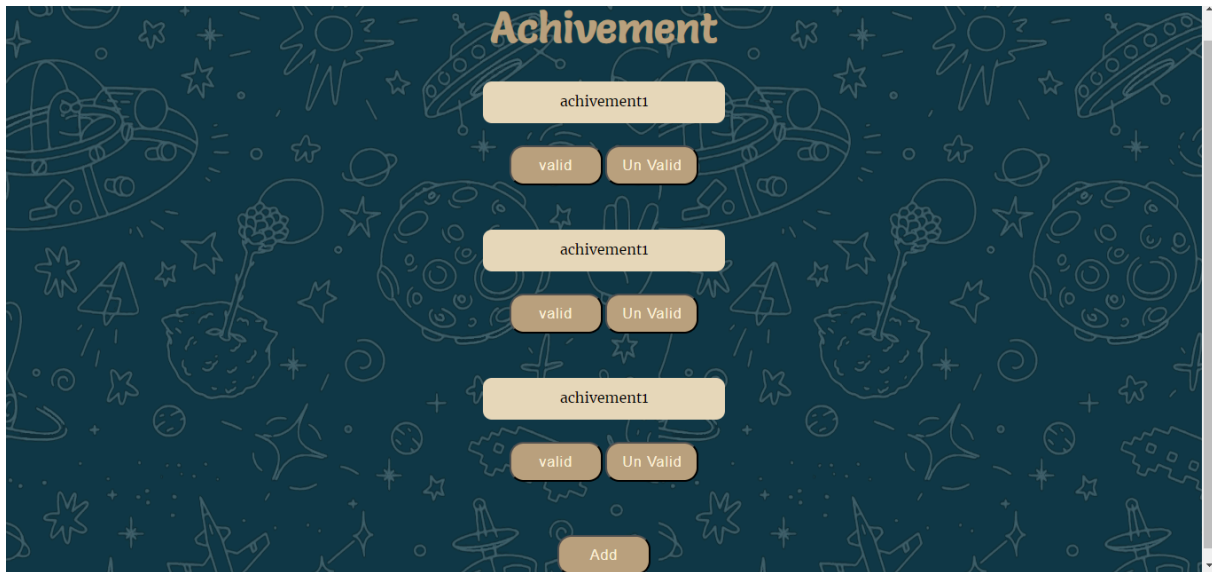 Achivement
achivement1
valid Un Valid
achivement1
valid Un Valid
achivement1
valid Un Valid
Add